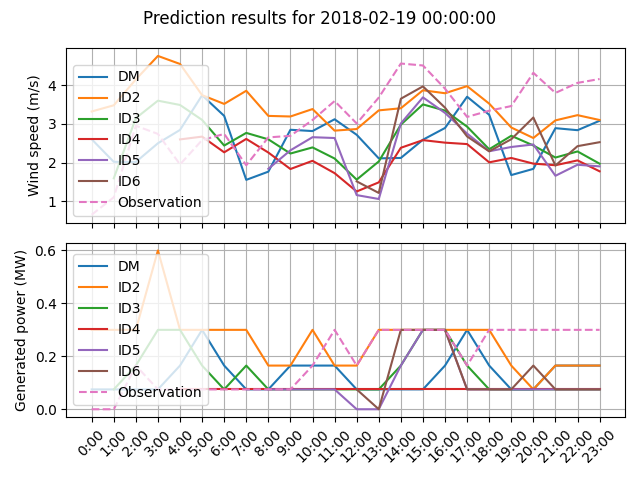 Prediction results for 2018-02-19 00:00:00
Wind speed (m/s)
4
3
2
1
DM
ID2
ID3
ID4
ID5
ID6
Observation
Generated power (MW)
0.6
0.4
0.2
0.0
DM
ID2
ID3
ID4
ID5
ID6
Observation
0:00
1:00
2:00
3:00
4:00
5:00
6:00
7:00
8:00
9:00
10:00
11:00
12:00
13:00
14:00
15:00
16:00
17:00
18:00
19:00
20:00
21:00
22:00
23:00